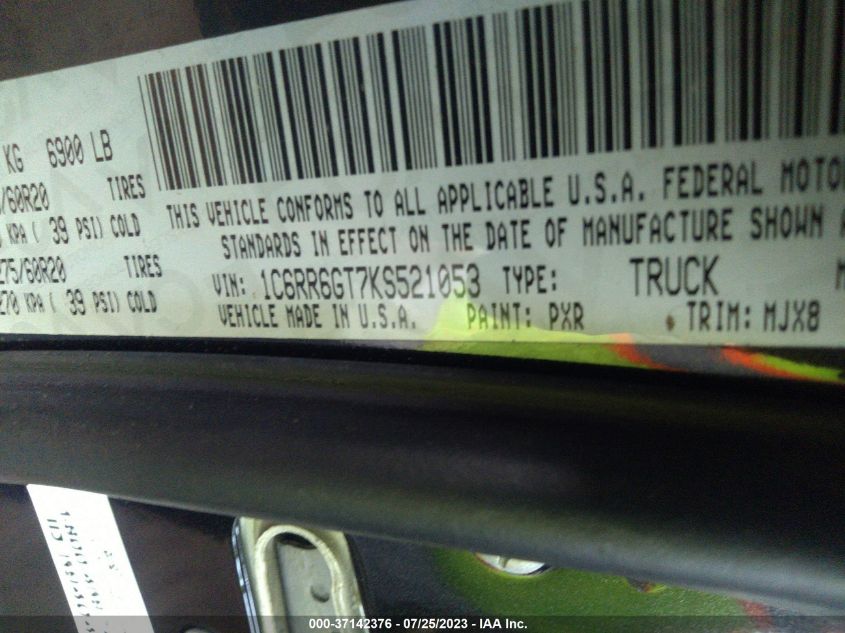 KG 6900 LB
/60R20 TIRES
KPA ( 39 PSI) COLD
275/60R20 TIRES
270 KPA ( 39 PSI) COLD
THIS VEHICLE CONFORMS TO ALL APPLICABLE U.S.A. FEDERAL MOTO
STANDARDS IN EFFECT ON THE DATE OF MANUFACTURE SHOWN A
VIN: 1C6RR6GT7KS521053 TYPE: TRUCK M
VEHICLE MADE IN U.S.A. PAINT: PXR TRIM: MJX8
000-37142376 - 07/25/2023 - IAA Inc.